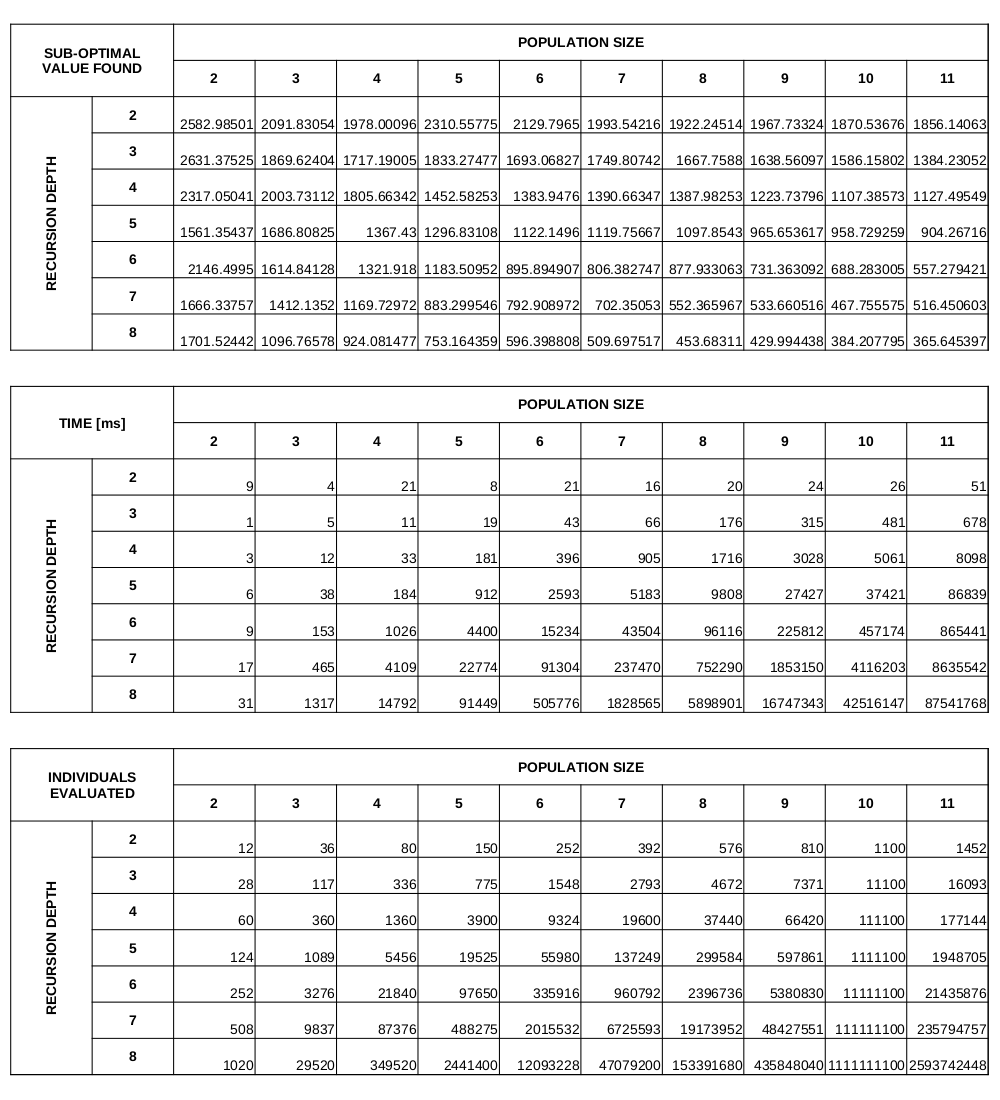 SUB-OPTIMAL
VALUE FOUND
POPULATION SIZE
2 3 4 5 6 7 8 9 10 11
RECURSION DEPTH
2 2582.98501 2091.83054 1978.00096 2310.55775 2129.7965 1993.54216 1922.24514 1967.73324 1870.53676 1856.14063
3 2631.37525 1869.62404 1717.19005 1833.27477 1693.06827 1749.80742 1667.7588 1638.56097 1586.15802 1384.23052
4 2317.05041 2003.73112 1805.66342 1452.58253 1383.9476 1390.66347 1387.98253 1223.73796 1107.38573 1127.49549
5 1561.35437 1686.80825 1367.43 1296.83108 1122.1496 1119.75667 1097.8543 965.653617 958.729259 904.26716
6 2146.4995 1614.84128 1321.918 1183.50952 895.894907 806.382747 877.933063 731.363092 688.283005 557.279421
7 1666.33757 1412.1352 1169.72972 883.299546 792.908972 702.35053 552.365967 533.660516 467.755575 516.450603
8 1701.52442 1096.76578 924.081477 753.164359 596.398808 509.697517 453.68311 429.994438 384.207795 365.645397
TIME [ms]
POPULATION SIZE
2 3 4 5 6 7 8 9 10 11
RECURSION DEPTH
2 9 4 21 8 21 16 20 24 26 51
3 1 5 11 19 43 66 176 315 481 678
4 3 12 33 181 396 905 1716 3028 5061 8098
5 6 38 184 912 2593 5183 9808 27427 37421 86839
6 9 153 1026 4400 15234 43504 96116 225812 457174 865441
7 17 465 4109 22774 91304 237470 752290 1853150 4116203 8635542
8 31 1317 14792 91449 505776 1828565 5898901 16747343 42516147 87541768
INDIVIDUALS
EVALUATED
POPULATION SIZE
2 3 4 5 6 7 8 9 10 11
RECURSION DEPTH
2 12 36 80 150 252 392 576 810 1100 1452
3 28 117 336 775 1548 2793 4672 7371 11100 16093
4 60 360 1360 3900 9324 19600 37440 66420 111100 177144
5 124 1089 5456 19525 55980 137249 299584 597861 1111100 1948705
6 252 3276 21840 97650 335916 960792 2396736 5380830 11111100 21435876
7 508 9837 87376 488275 2015532 6725593 19173952 48427551 111111100 235794757
8 1020 29520 349520 2441400 12093228 47079200 153391680 435848040 1111111100 2593742448